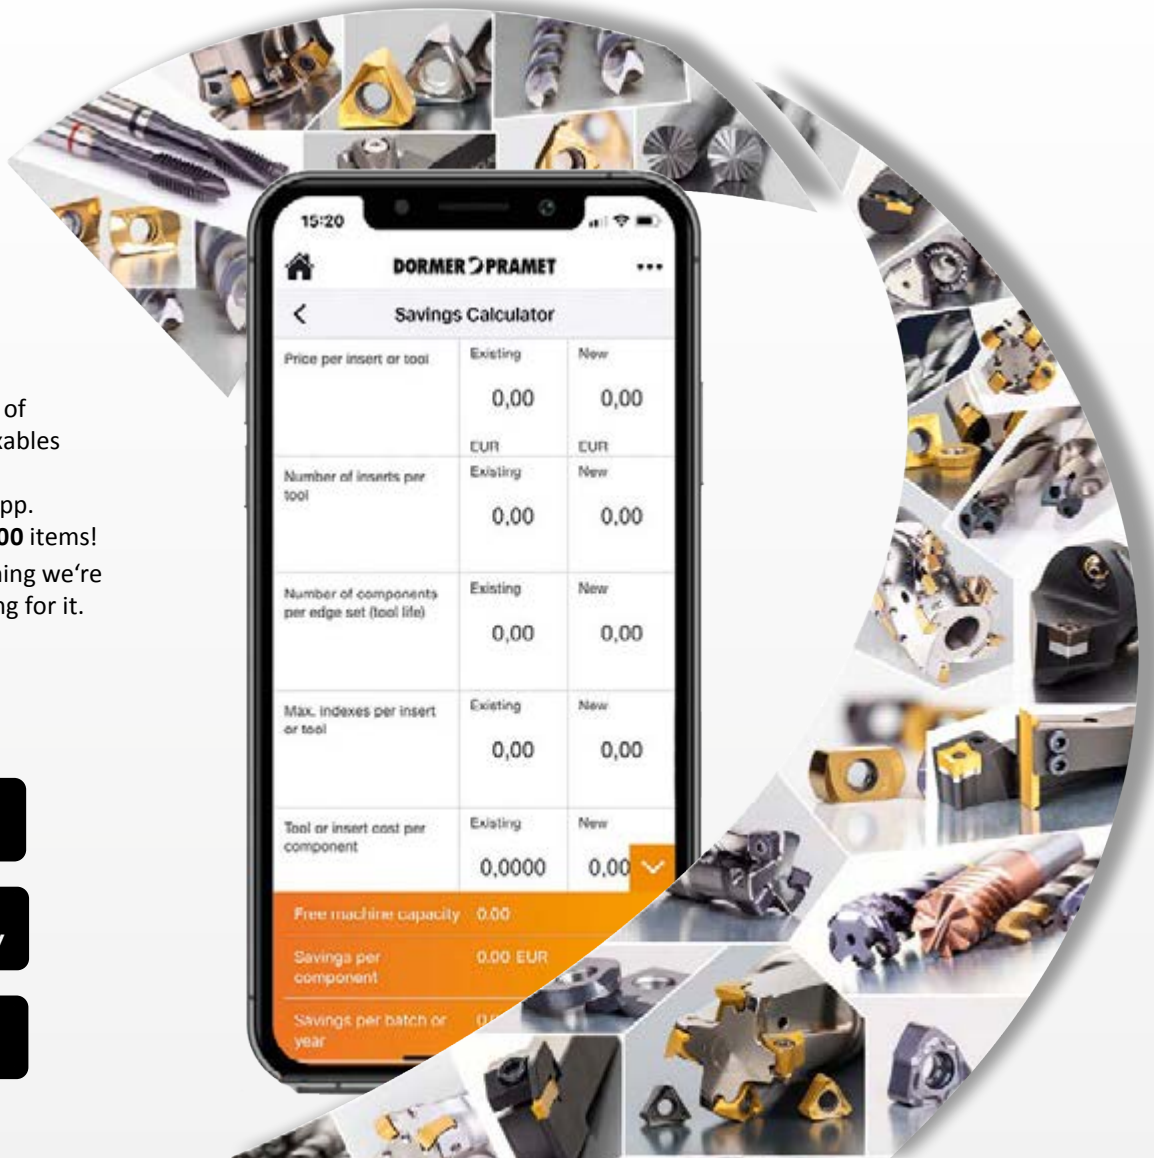 of
xables
pp.
00 items!
ning we‘re
ng for it.
15:20
DORMER PRAMET
Savings Calculator
Price per insert or tool
Existing
New
0,00
0,00
EUR
EUR
Number of inserts per
tool
Existing
New
0,00
0,00
Number of components
per edge set (tool life)
Existing
New
0,00
0,00
Max. indexes per insert
or tool
Existing
New
0,00
0,00
Tool or insert cost per
component
Existing
New
0,0000
0,00
Free machine capacity 0.00
Savings per
component
0.00 EUR
Savings per batch or
year